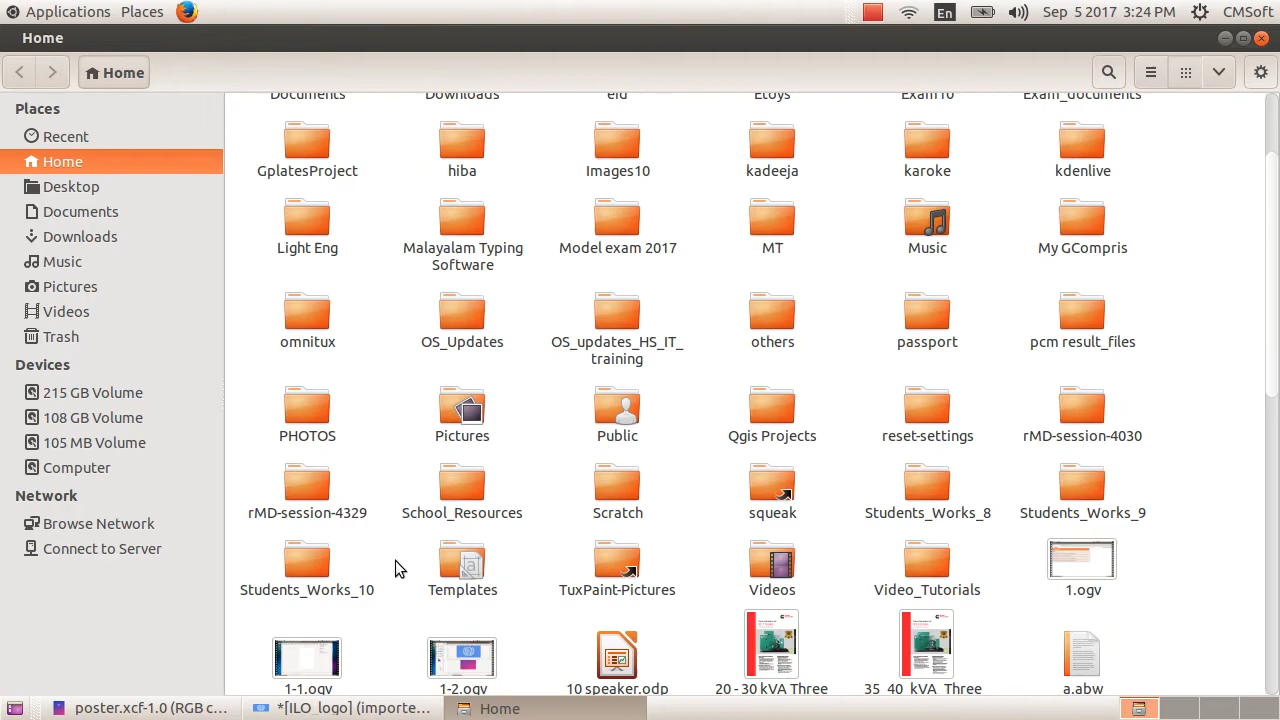 Applications Places En Sep 5 2017 3:24 PM CMSoft
Home
Home
Places
Recent
Home
Desktop
Documents
Downloads
Music
Pictures
Videos
Trash
Devices
215 GB Volume
108 GB Volume
105 MB Volume
Computer
Network
Browse Network
Connect to Server
Documents Downloads eid Etoys Exam10 Exam_documents
GplatesProject hiba Images10 kadeeja karoke kdenlive
Light Eng Malayalam Typing Software Model exam 2017 MT Music My GCompris
omnitux OS_Updates OS_updates_HS_IT_training others passport pcm result_files
PHOTOS Pictures Public Qgis Projects reset-settings rMD-session-4030
rMD-session-4329 School_Resources Scratch squeak Students_Works_8 Students_Works_9
Students_Works_10 Templates TuxPaint-Pictures Videos Video_Tutorials 1.ogv
1-1.ogv 1-2.ogv 10 speaker.odp 20 - 30 kVA Three 35 40 kVA Three a.abw
poster.xcf-1.0 (RGB c... *[ILO_logo] (importe... Home